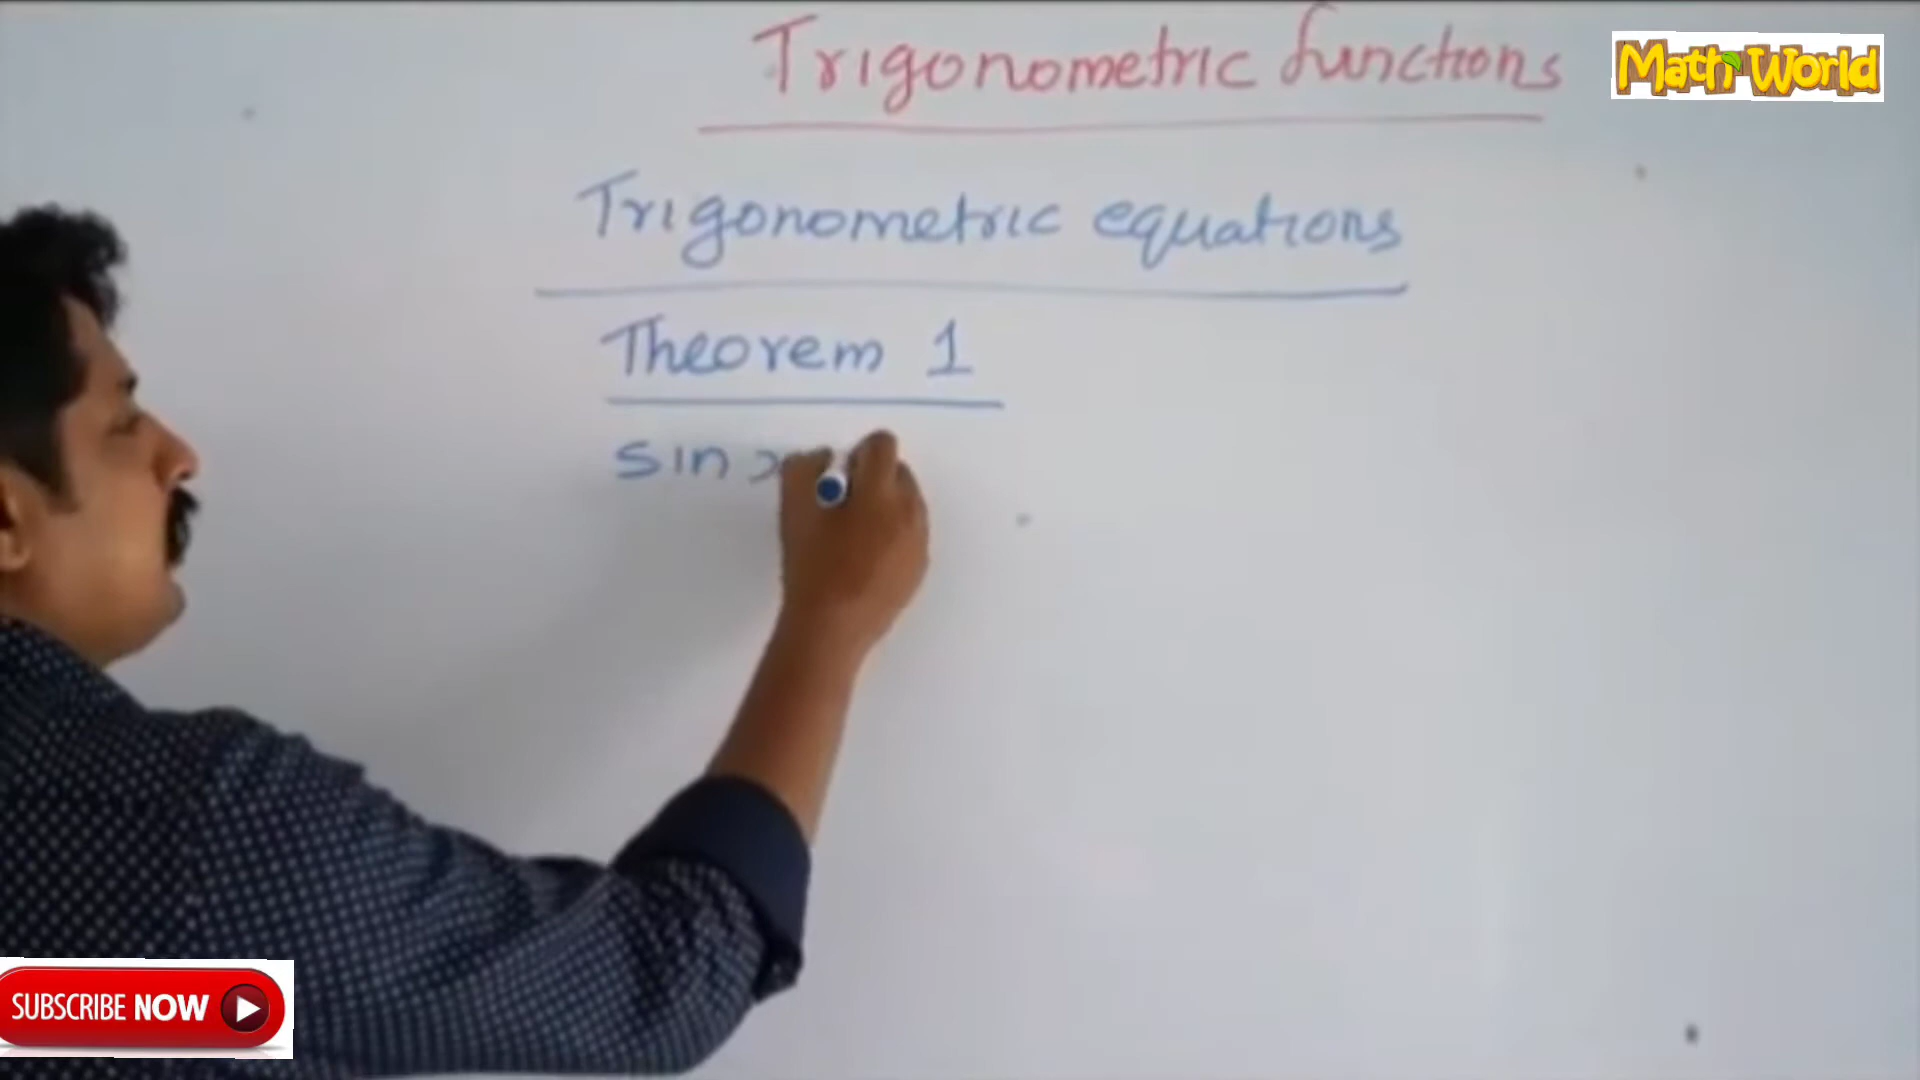 Trigonometric functions
Math World
Trigonometric equations
Theorem 1
sin x
SUBSCRIBE NOW